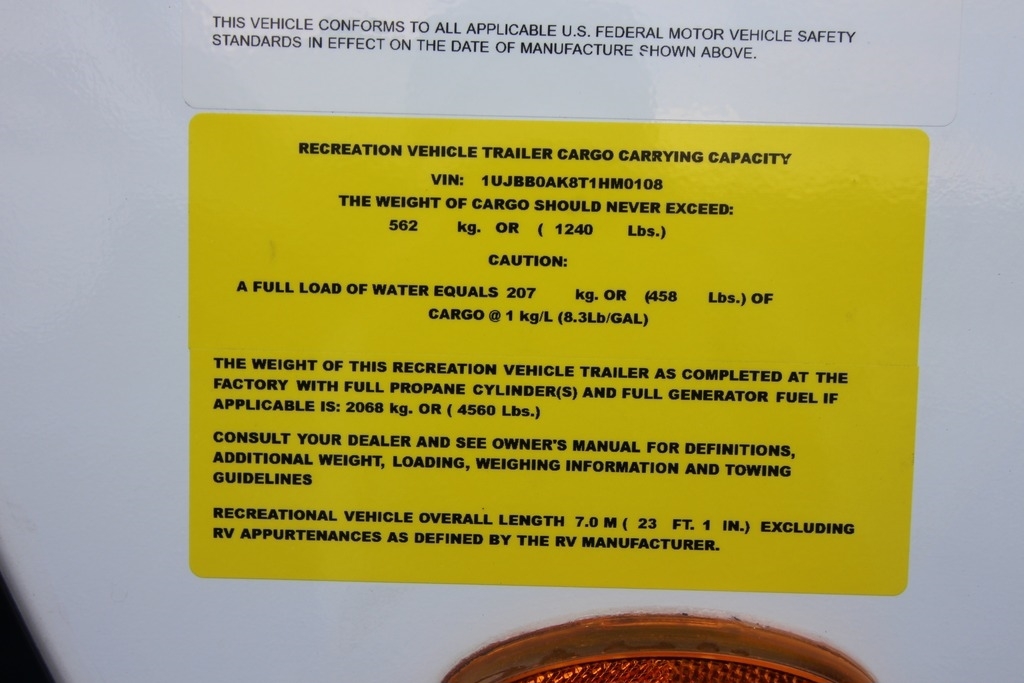 THIS VEHICLE CONFORMS TO ALL APPLICABLE U.S. FEDERAL MOTOR VEHICLE SAFETY
STANDARDS IN EFFECT ON THE DATE OF MANUFACTURE SHOWN ABOVE.
RECREATION VEHICLE TRAILER CARGO CARRYING CAPACITY
VIN: 1UJBB0AK8T1HM0108
THE WEIGHT OF CARGO SHOULD NEVER EXCEED:
562 kg. OR ( 1240 Lbs.)
CAUTION:
A FULL LOAD OF WATER EQUALS 207 kg. OR (458 Lbs.) OF
CARGO @ 1 kg/L (8.3Lb/GAL)
THE WEIGHT OF THIS RECREATION VEHICLE TRAILER AS COMPLETED AT THE
FACTORY WITH FULL PROPANE CYLINDER(S) AND FULL GENERATOR FUEL IF
APPLICABLE IS: 2068 kg. OR ( 4560 Lbs.)
CONSULT YOUR DEALER AND SEE OWNER'S MANUAL FOR DEFINITIONS,
ADDITIONAL WEIGHT, LOADING, WEIGHING INFORMATION AND TOWING
GUIDELINES
RECREATIONAL VEHICLE OVERALL LENGTH 7.0 M ( 23 FT. 1 IN.) EXCLUDING
RV APPURTENANCES AS DEFINED BY THE RV MANUFACTURER.